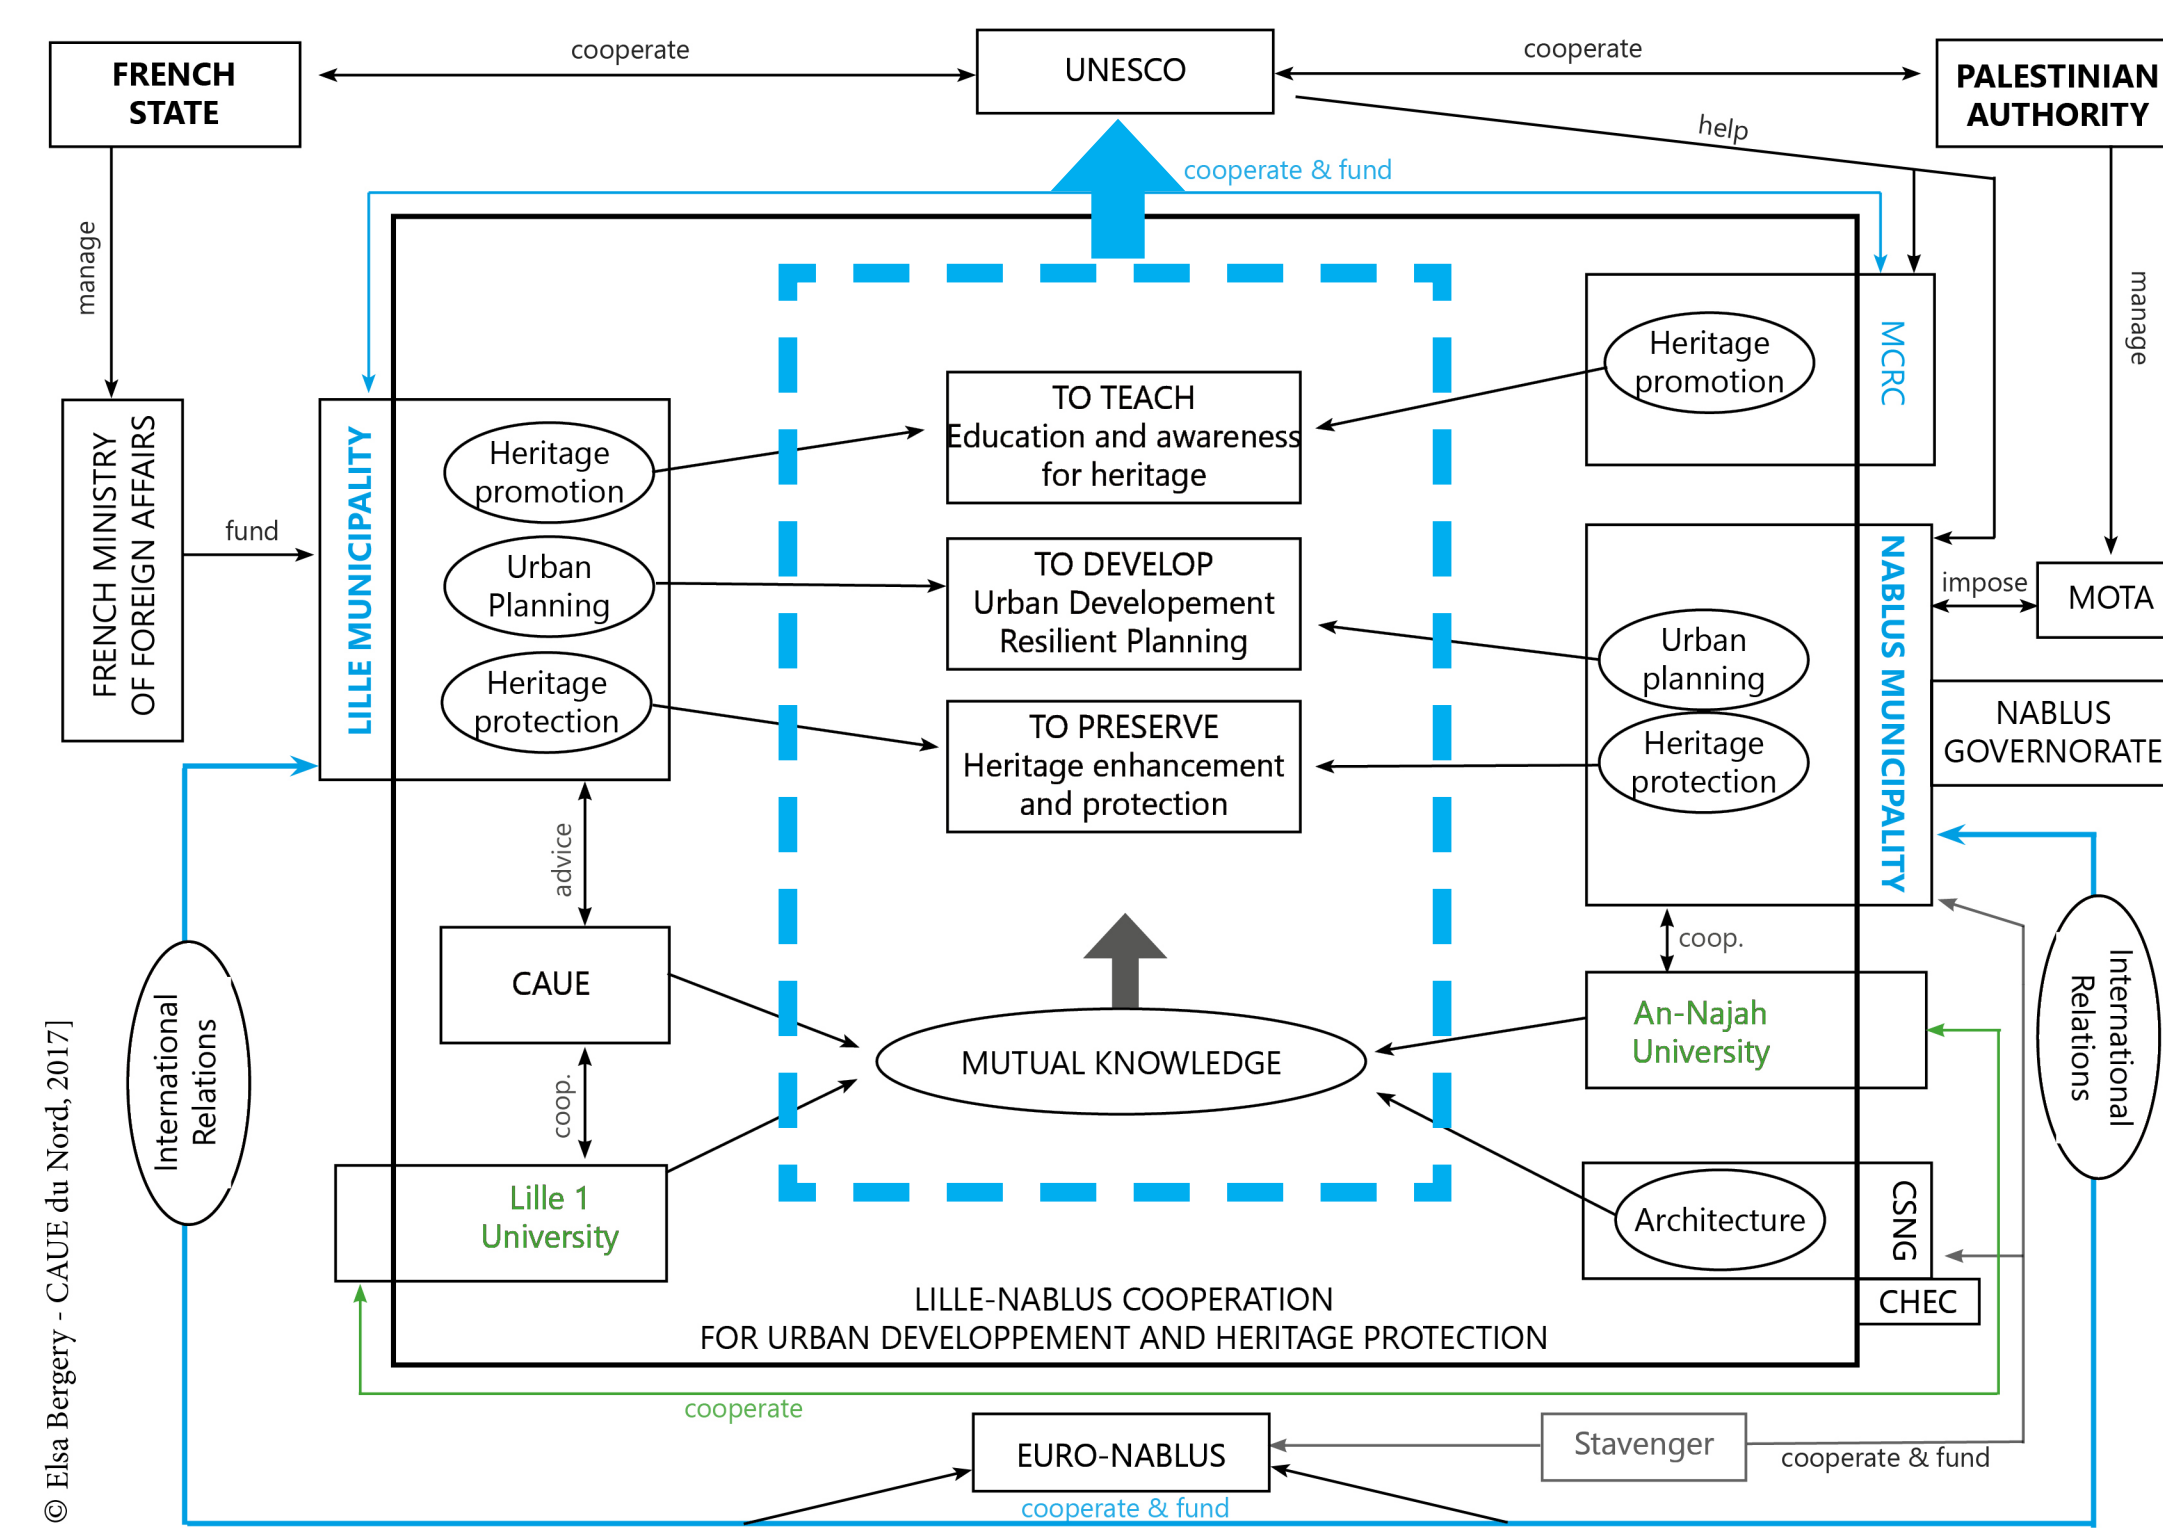 FRENCH
STATE
cooperate
UNESCO
cooperate
PALESTINIAN
AUTHORITY
help
cooperate & fund
manage
manage
FRENCH MINISTRY
OF FOREIGN AFFAIRS
fund
LILLE MUNICIPALITY
Heritage
promotion
Urban
Planning
Heritage
protection
TO TEACH
Education and awareness
for heritage
TO DEVELOP
Urban Developement
Resilient Planning
TO PRESERVE
Heritage enhancement
and protection
Heritage
promotion
MCRC
Urban
planning
Heritage
protection
NABLUS MUNICIPALITY
impose
MOTA
NABLUS
GOVERNORATE
advice
CAUE
coop.
Lille 1
University
MUTUAL KNOWLEDGE
coop.
An-Najah
University
Architecture
CSNG
CHEC
International
Relations
International
Relations
LILLE-NABLUS COOPERATION
FOR URBAN DEVELOPPEMENT AND HERITAGE PROTECTION
cooperate
EURO-NABLUS
Stavenger
cooperate & fund
cooperate & fund
© Elsa Bergery - CAUE du Nord, 2017]